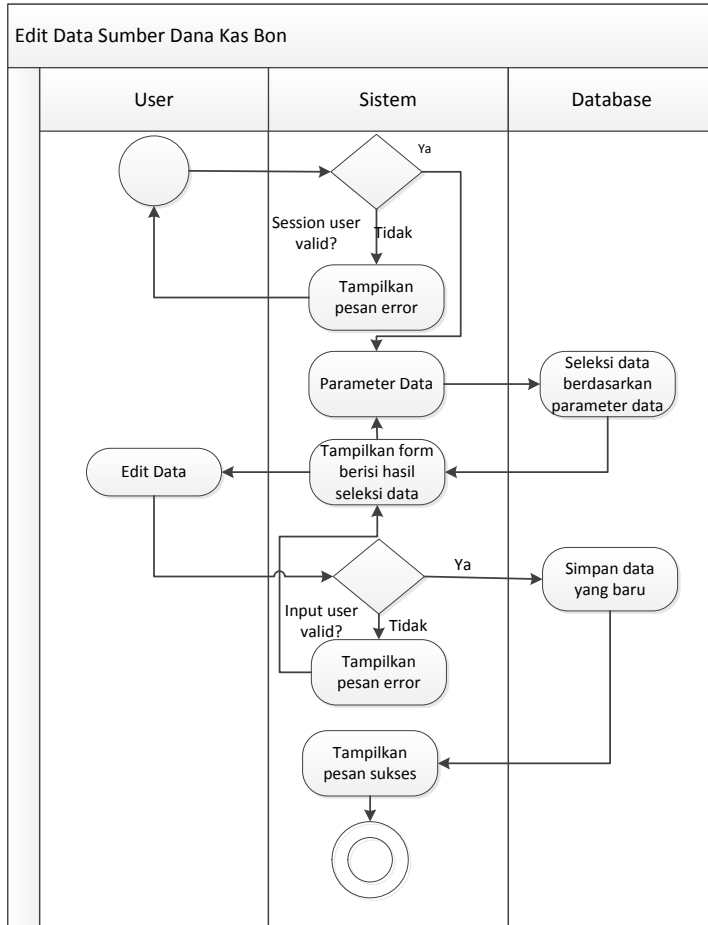 Edit Data Sumber Dana Kas Bon
User
Sistem
Database
Ya
Session user
valid?
Tidak
Tampilkan
pesan error
Parameter Data
Seleksi data
berdasarkan
parameter data
Edit Data
Tampilkan form
berisi hasil
seleksi data
Ya
Simpan data
yang baru
Input user
valid?
Tidak
Tampilkan
pesan error
Tampilkan
pesan sukses